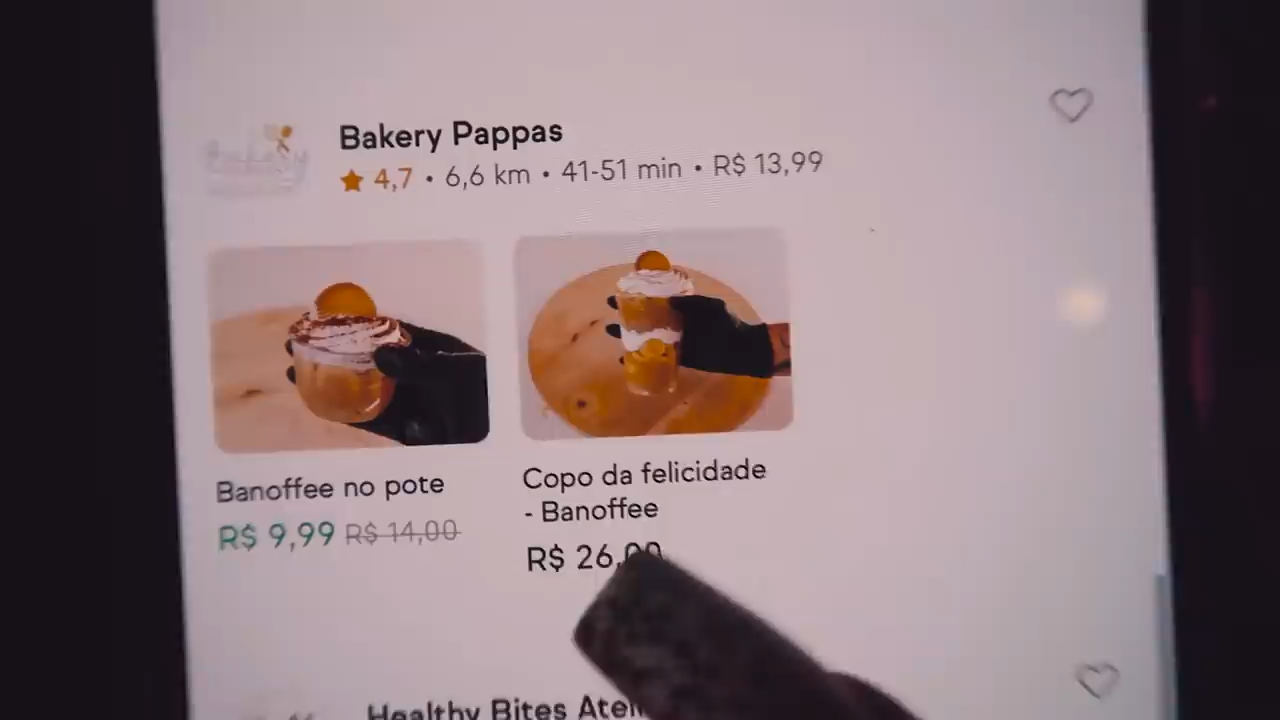 Bakery Pappas
4,7 • 6,6 km • 41-51 min • R$ 13,99
Banoffee no pote
R$ 9,99 R$ 14,00
Copo da felicidade
- Banoffee
R$ 26,00
Healthy Bites